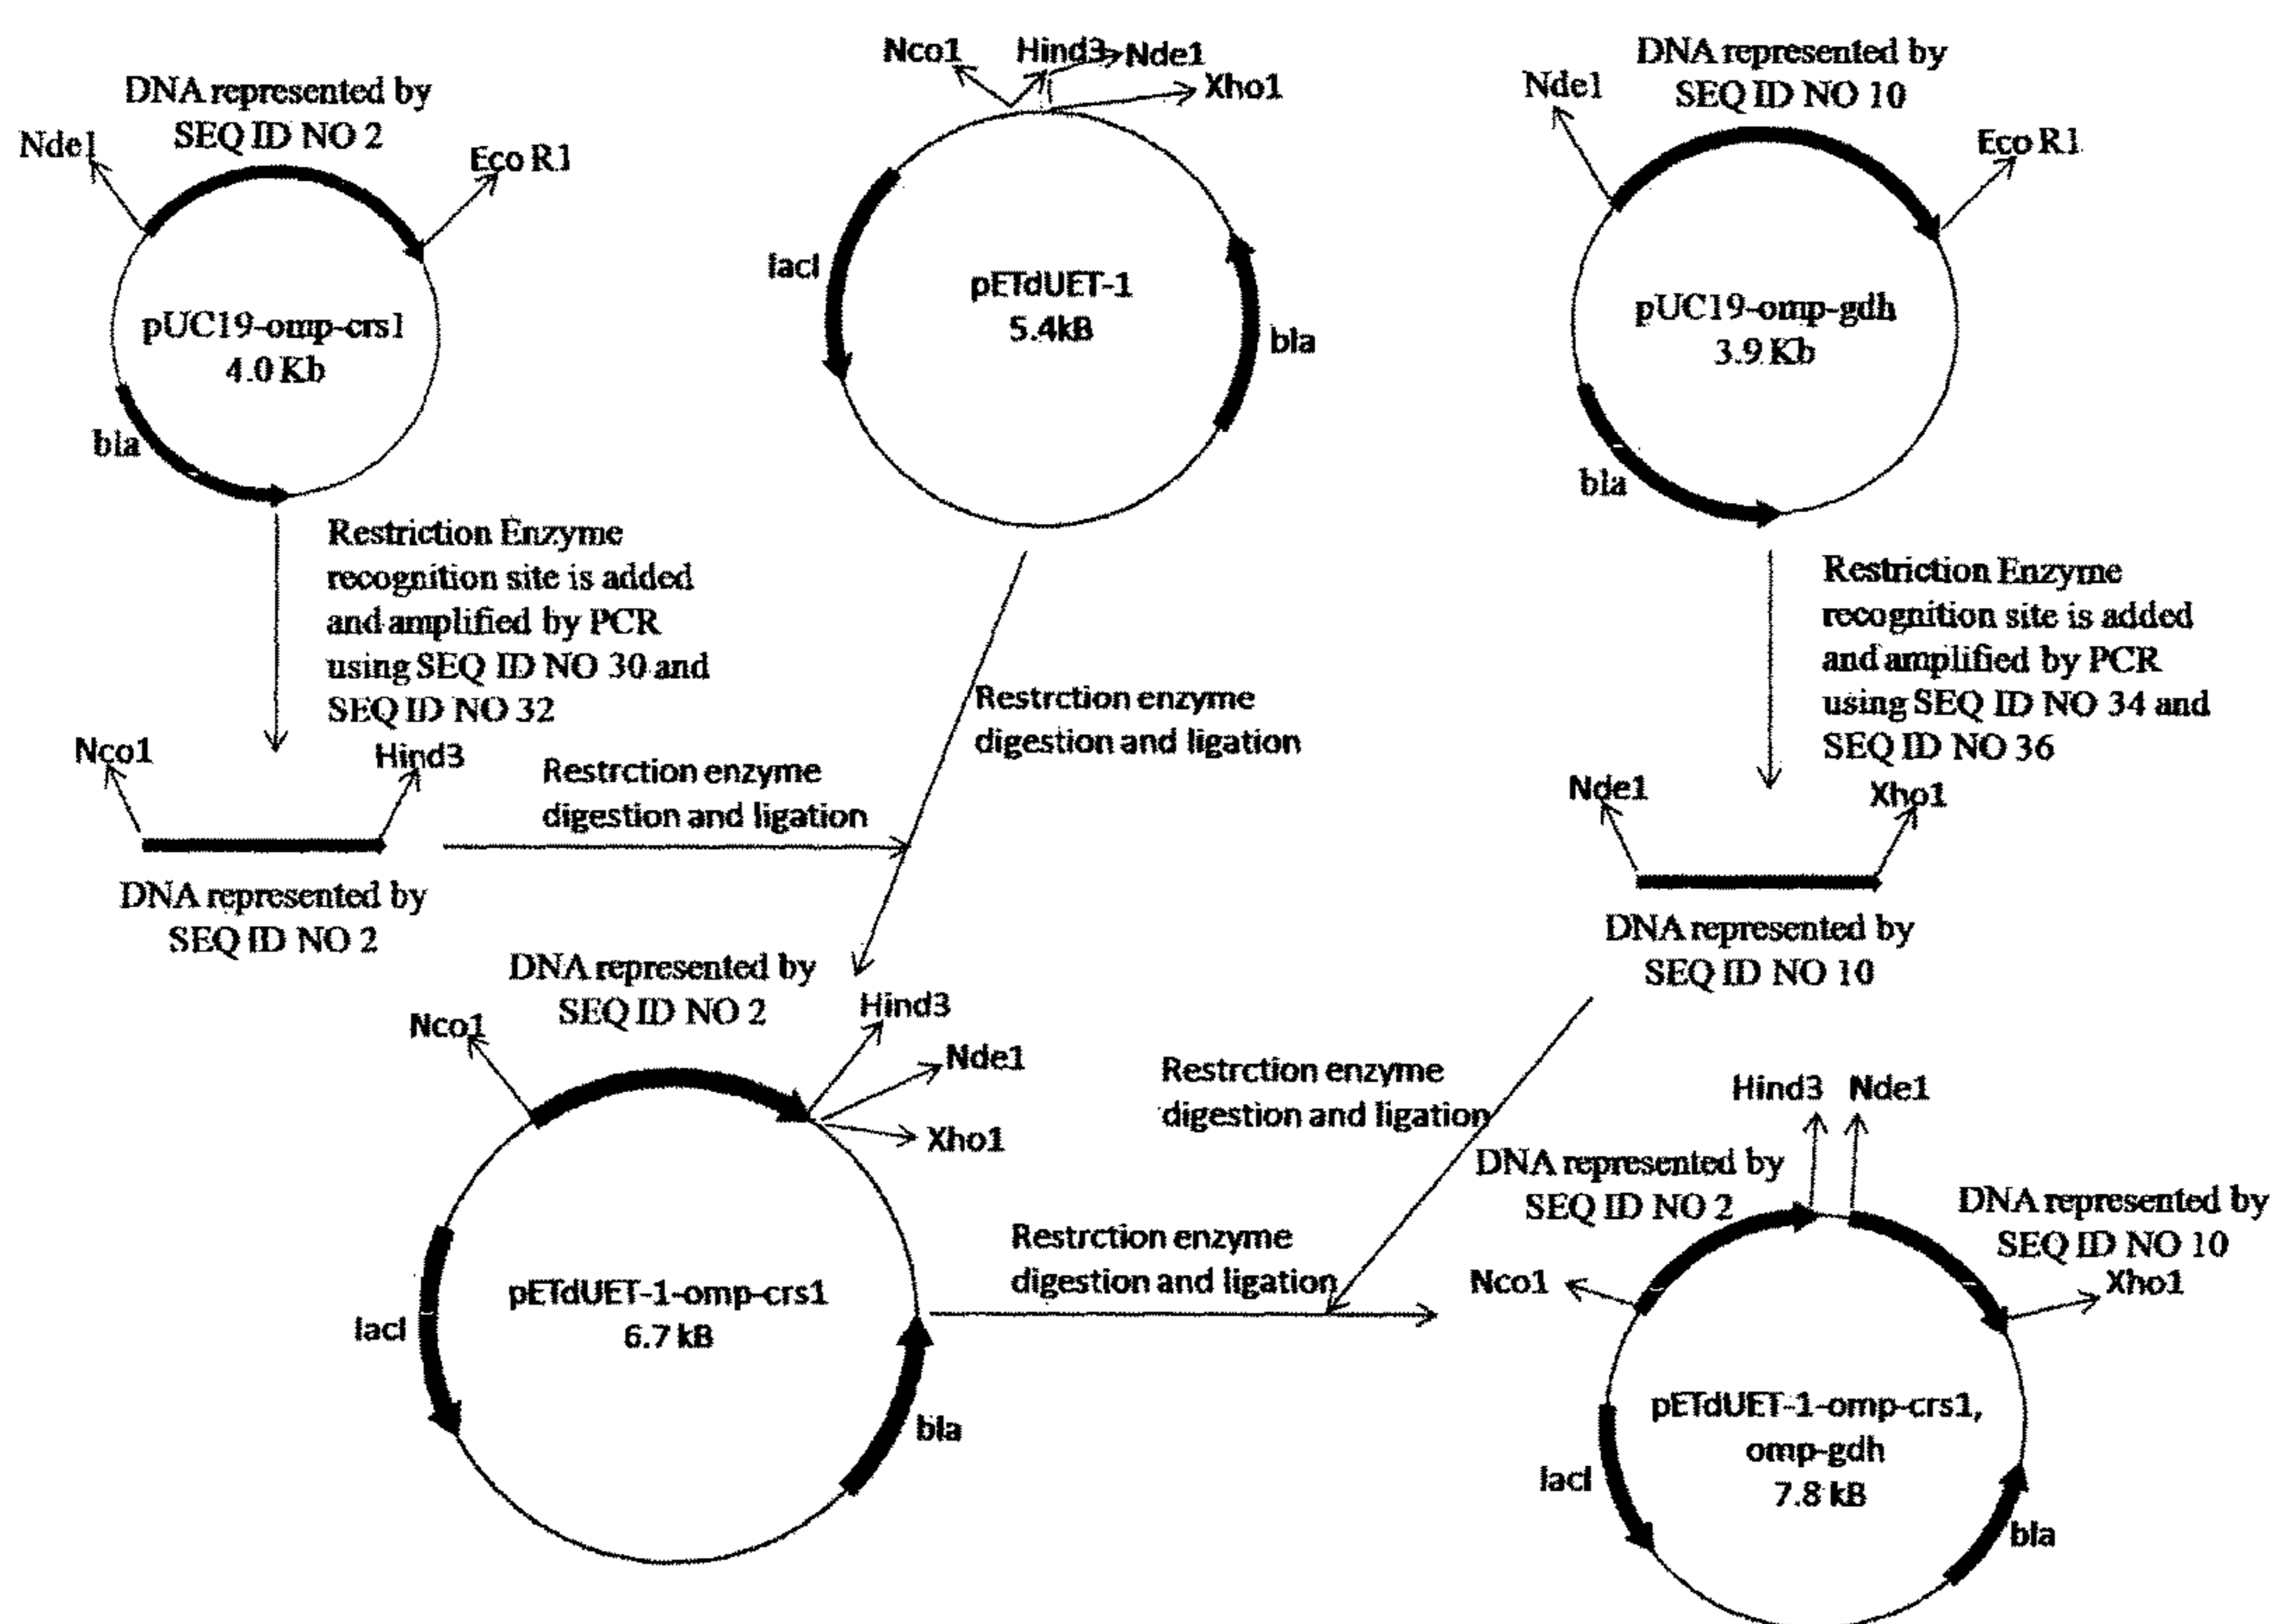 DNA represented by
SEQ ID NO 2
Nde1
Eco R1
pUC19-omp-crs1
4.0 Kb
bla
Nco1
Hind3
Nde1
Xho1
lacI
pETdUET-1
5.4kB
bla
DNA represented by
SEQ ID NO 10
Nde1
Eco R1
pUC19-omp-gdh
3.9 Kb
bla
Restriction Enzyme
recognition site is added
and amplified by PCR
using SEQ ID NO 30 and
SEQ ID NO 32
Restrction enzyme
digestion and ligation
Restriction Enzyme
recognition site is added
and amplified by PCR
using SEQ ID NO 34 and
SEQ ID NO 36
Nco1
Hind3
Restrction enzyme
digestion and ligation
DNA represented by
SEQ ID NO 2
Nde1
Xho1
DNA represented by
SEQ ID NO 10
DNA represented by
SEQ ID NO 2
Nco1
Hind3
Nde1
Xho1
lacI
pETdUET-1-omp-crs1
6.7 kB
bla
Restrction enzyme
digestion and ligation
Restrction enzyme
digestion and ligation
Hind3
Nde1
DNA represented by
SEQ ID NO 2
DNA represented by
SEQ ID NO 10
Nco1
Xho1
pETdUET-1-omp-crs1,
omp-gdh
7.8 kB
lacI
bla